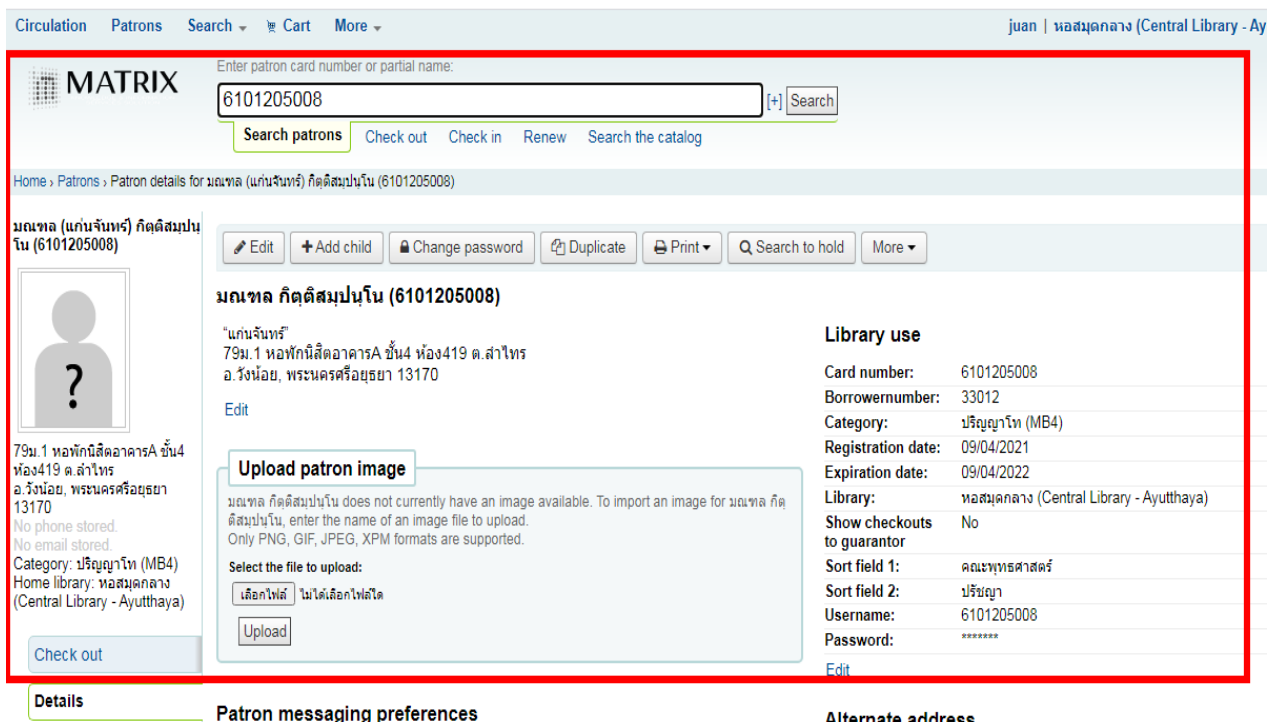 Circulation Patrons Search Cart More juan | หอสมุดกลาง (Central Library - Ay
MATRIX
Enter patron card number or partial name:
6101205008 [+] Search
Search patrons Check out Check in Renew Search the catalog
Home › Patrons › Patron details for มณฑล (แก่นจันทร์) กิตฺติสมฺปนฺโน (6101205008)
มณฑล (แก่นจันทร์) กิตฺติสมฺปนฺ
โน (6101205008)
Edit Add child Change password Duplicate Print Search to hold More
มณฑล กิตฺติสมฺปนฺโน (6101205008)
"แก่นจันทร์"
79ม.1 หอพักนิสิตอาคารA ชั้น4 ห้อง419 ต.ลำไทร
อ.วังน้อย, พระนครศรีอยุธยา 13170
Edit
?
79ม.1 หอพักนิสิตอาคารA ชั้น4
ห้อง419 ต.ลำไทร
อ.วังน้อย, พระนครศรีอยุธยา
13170
No phone stored.
No email stored.
Category: ปริญญาโท (MB4)
Home library: หอสมุดกลาง
(Central Library - Ayutthaya)
Check out
Details
Upload patron image
มณฑล กิตฺติสมฺปนฺโน does not currently have an image available. To import an image for มณฑล กิตฺ
ติสมฺปนฺโน, enter the name of an image file to upload.
Only PNG, GIF, JPEG, XPM formats are supported.
Select the file to upload:
เลือกไฟล์ ไม่ได้เลือกไฟล์ใด
Upload
Library use
Card number: 6101205008
Borrowernumber: 33012
Category: ปริญญาโท (MB4)
Registration date: 09/04/2021
Expiration date: 09/04/2022
Library: หอสมุดกลาง (Central Library - Ayutthaya)
Show checkouts No
to guarantor
Sort field 1: คณะพุทธศาสตร์
Sort field 2: ปรัชญา
Username: 6101205008
Password: *******
Edit
Patron messaging preferences
Alternate address